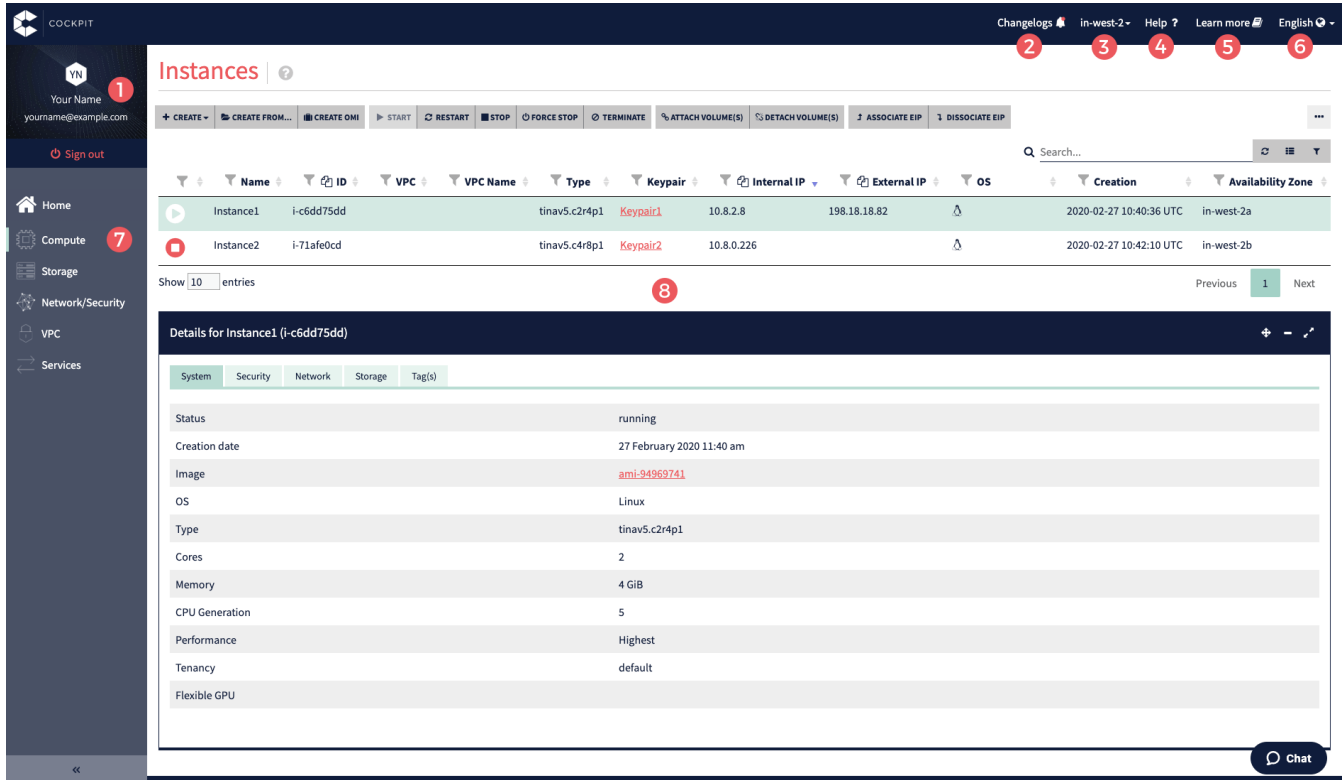 COCKPIT
Changelogs in-west-2 Help ? Learn more English
2 3 4 5 6
YN
1
Your Name
yourname@example.com
Sign out
Home
Compute 7
Storage
Network/Security
VPC
Services
«
Instances ?
+ CREATE CREATE FROM... CREATE OMI START RESTART STOP FORCE STOP TERMINATE ATTACH VOLUME(S) DETACH VOLUME(S) ASSOCIATE EIP DISSOCIATE EIP ...
Search...
Name ID VPC VPC Name Type Keypair Internal IP External IP OS Creation Availability Zone
Instance1 i-c6dd75dd tinav5.c2r4p1 Keypair1 10.8.2.8 198.18.18.82 2020-02-27 10:40:36 UTC in-west-2a
Instance2 i-71afe0cd tinav5.c4r8p1 Keypair2 10.8.0.226 2020-02-27 10:42:10 UTC in-west-2b
Show 10 entries Previous 1 Next
8
Details for Instance1 (i-c6dd75dd)
System Security Network Storage Tag(s)
Status running
Creation date 27 February 2020 11:40 am
Image ami-94969741
OS Linux
Type tinav5.c2r4p1
Cores 2
Memory 4 GiB
CPU Generation 5
Performance Highest
Tenancy default
Flexible GPU
Chat